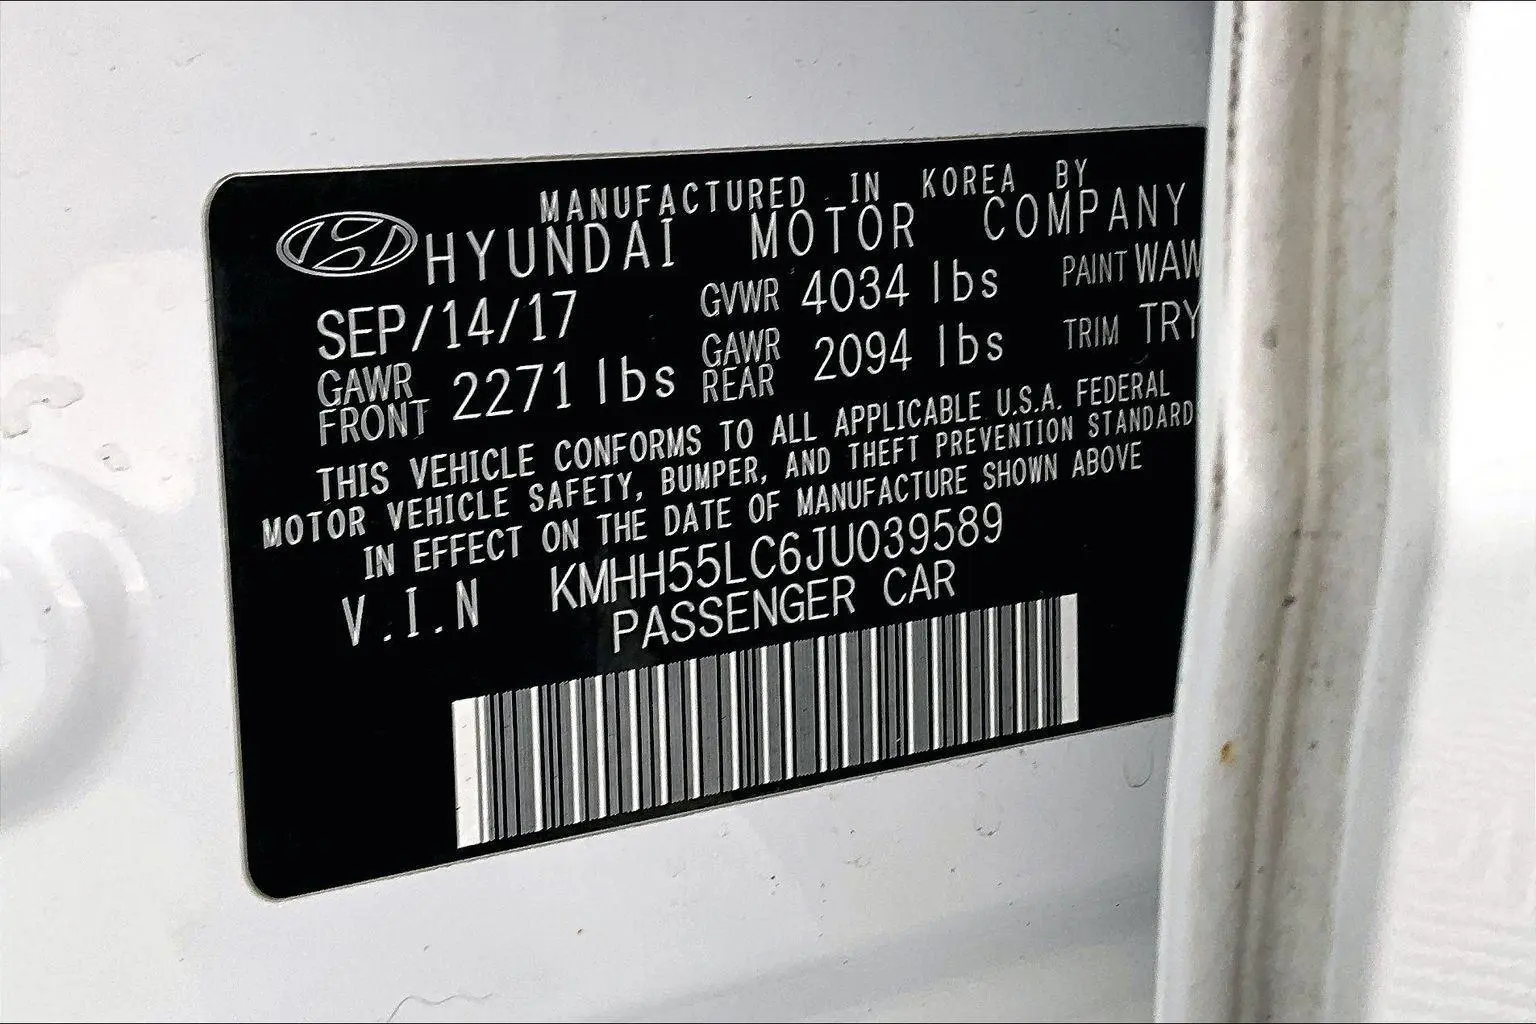 MANUFACTURED IN KOREA BY
HYUNDAI MOTOR COMPANY
SEP/14/17 GVWR 4034 lbs PAINT WAW
GAWR FRONT 2271 lbs GAWR REAR 2094 lbs TRIM TRY
THIS VEHICLE CONFORMS TO ALL APPLICABLE U.S.A. FEDERAL
MOTOR VEHICLE SAFETY, BUMPER, AND THEFT PREVENTION STANDARD
IN EFFECT ON THE DATE OF MANUFACTURE SHOWN ABOVE
V.I.N KMHH55LC6JU039589
PASSENGER CAR